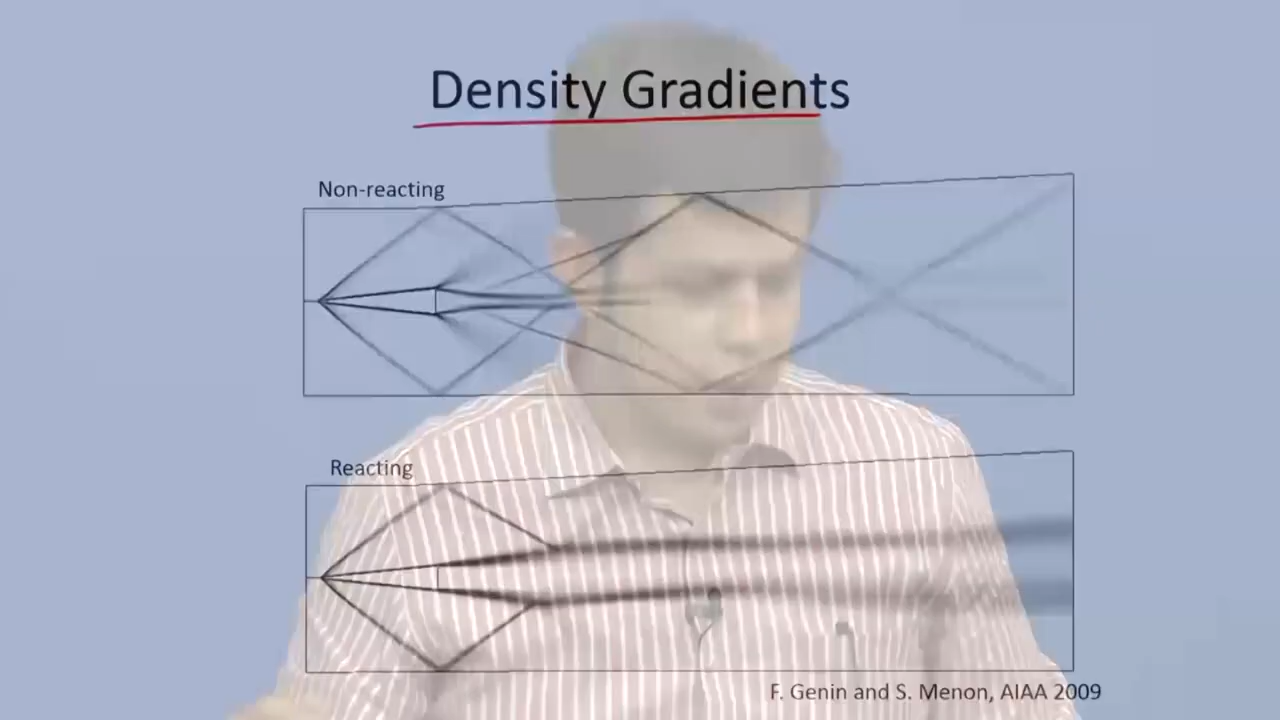 Density Gradients
Non-reacting
Reacting
F. Genin and S. Menon, AIAA 2009